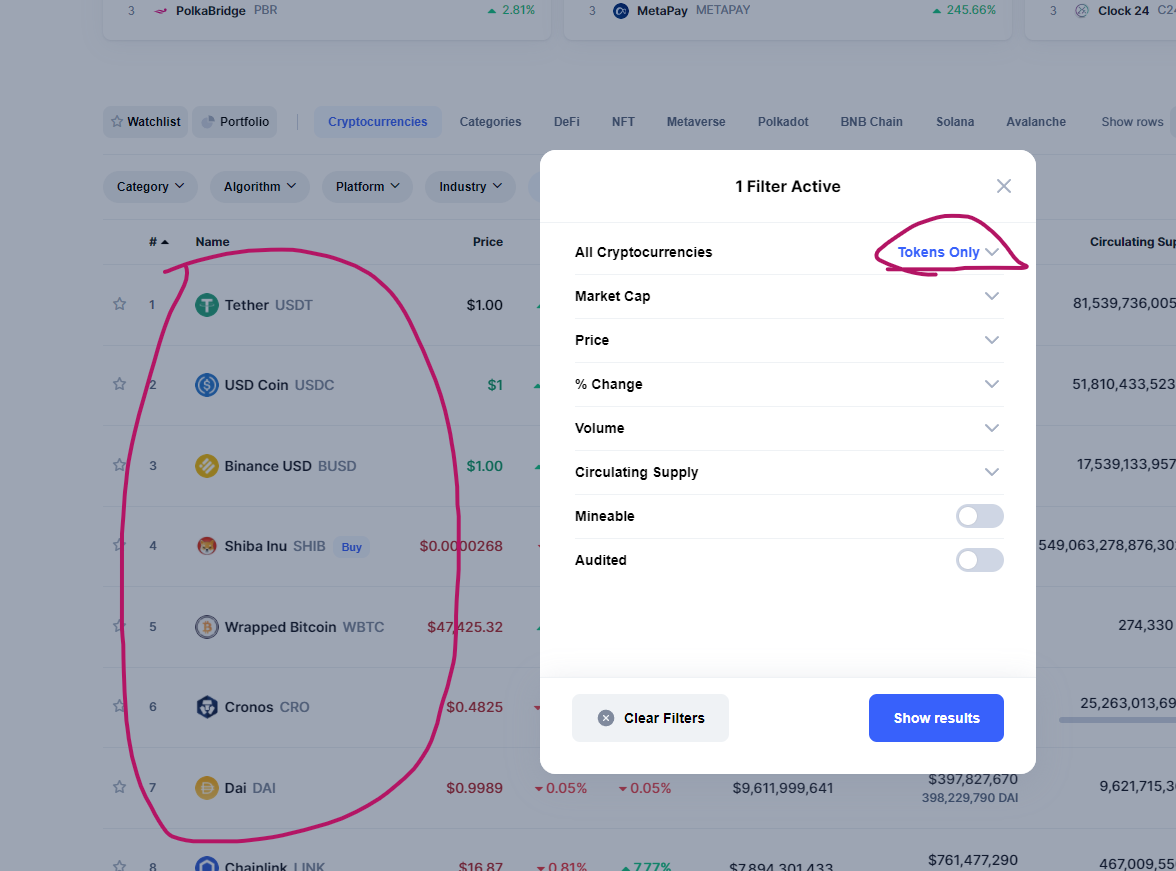 3 PolkaBridge PBR 2.81% 3 MetaPay METAPAY 245.66% 3 Clock 24
Watchlist Portfolio Cryptocurrencies Categories DeFi NFT Metaverse Polkadot BNB Chain Solana Avalanche Show rows
Category Algorithm Platform Industry
# Name Price Circulating Sup
1 Tether USDT $1.00 81,539,736,005
2 USD Coin USDC $1 51,810,433,523
3 Binance USD BUSD $1.00 17,539,133,957
4 Shiba Inu SHIB Buy $0.0000268 549,063,278,876,30
5 Wrapped Bitcoin WBTC $47,425.32 274,330
6 Cronos CRO $0.4825 25,263,013,69
7 Dai DAI $0.9989 0.05% 0.05% $9,611,999,641 $397,827,670 9,621,715,3
398,229,790 DAI
8 Chainlink LINK $16.87 0.81% 7.77% $7,894,301,433 $761,477,290 467,009,55
1 Filter Active
All Cryptocurrencies Tokens Only
Market Cap
Price
% Change
Volume
Circulating Supply
Mineable
Audited
Clear Filters Show results